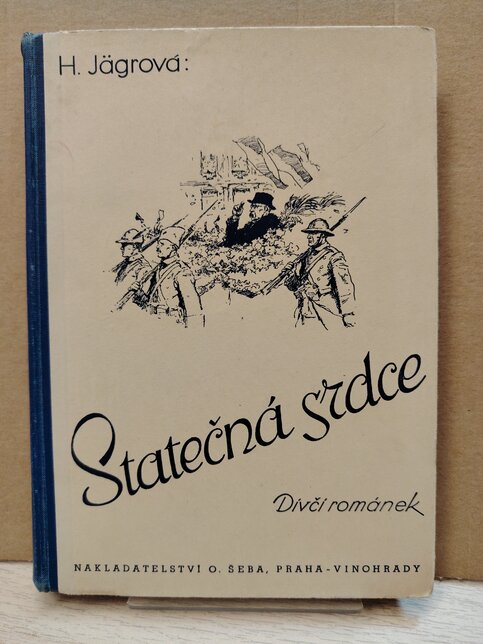 H. Jägrová:
Statečná srdce
Dívčí románek
NAKLADATELSTVÍ O. ŠEBA, PRAHA-VINOHRADY